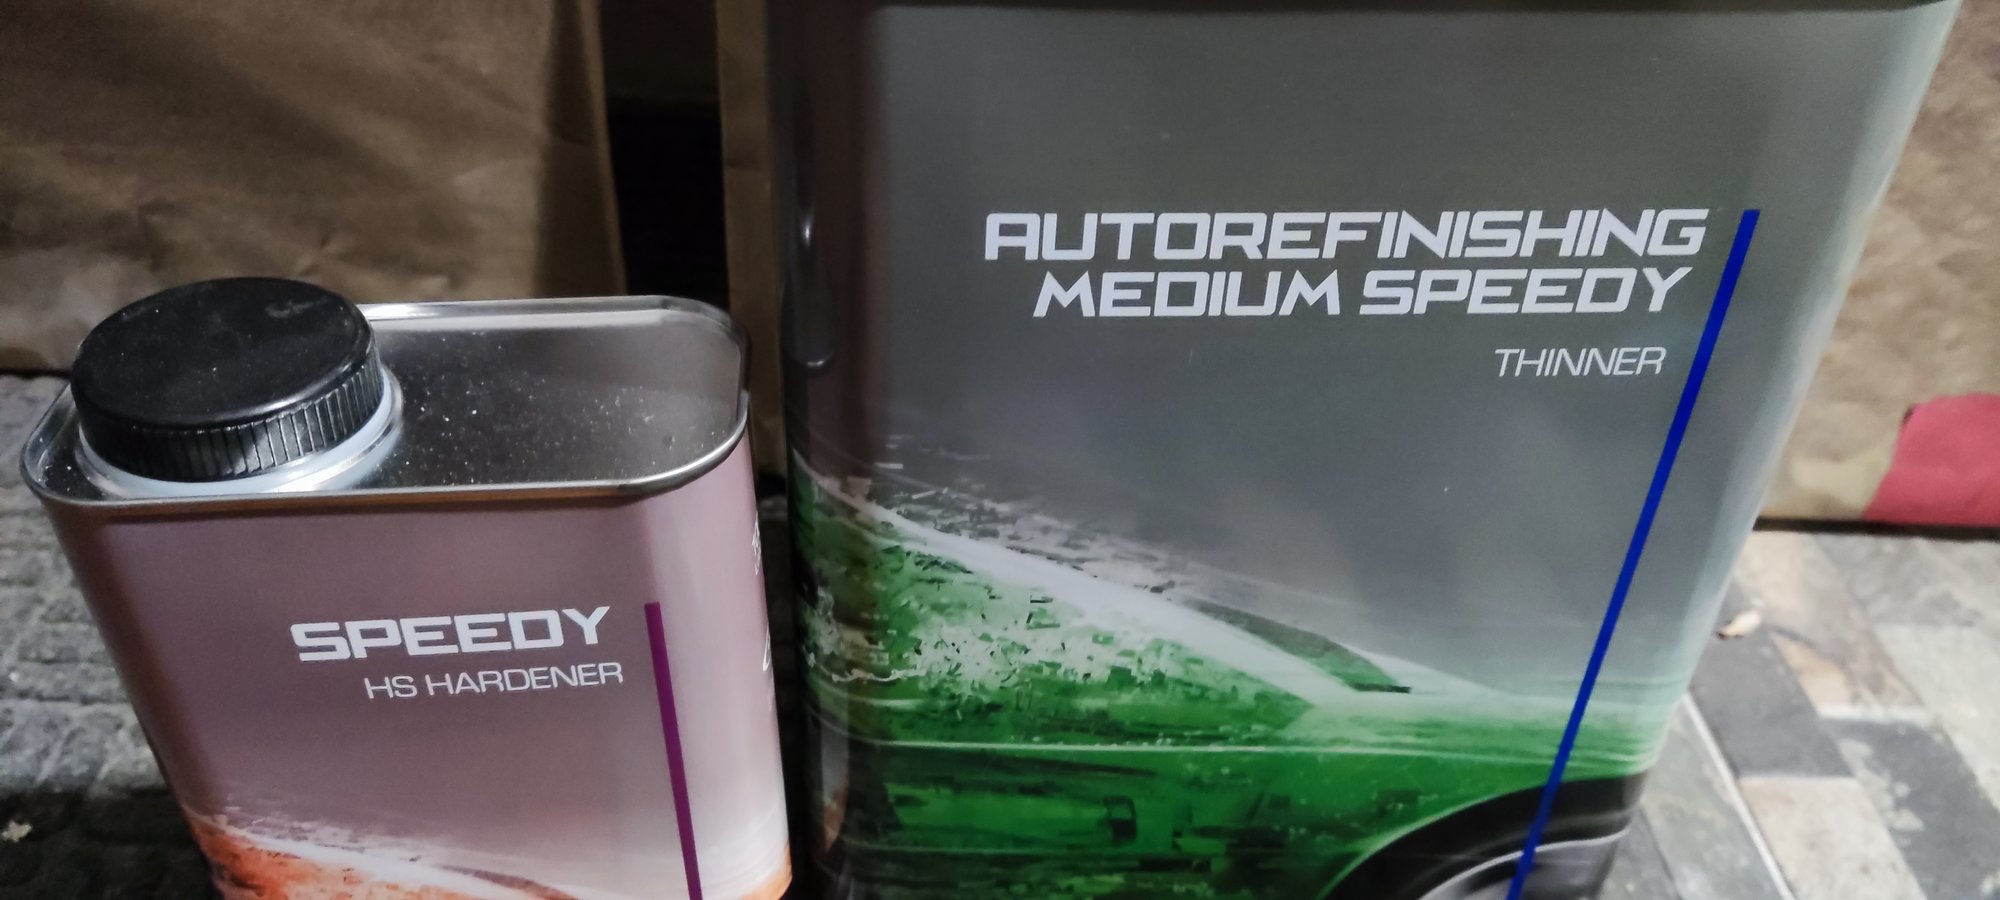 AUTOREFINISHING
MEDIUM SPEEDY
THINNER
SPEEDY
HS HARDENER